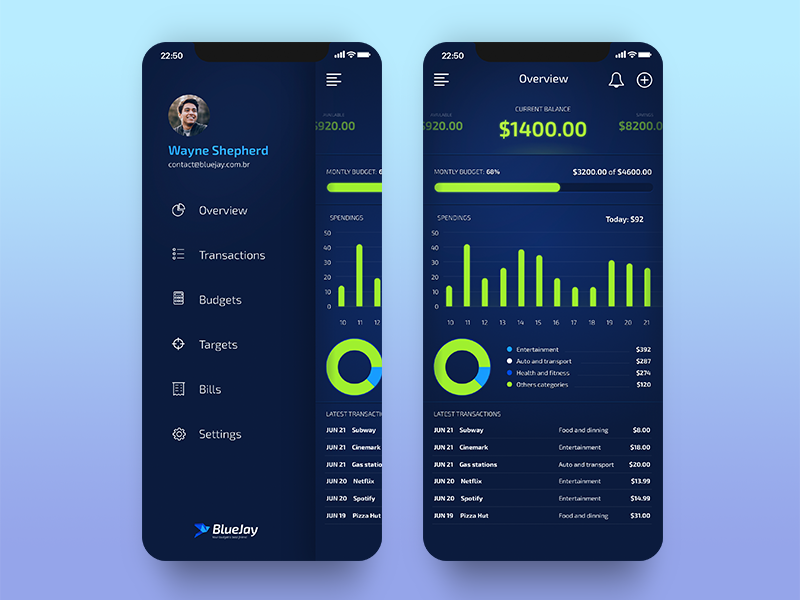 22:50
Wayne Shepherd
contact@bluejay.com.br
Overview
Transactions
Budgets
Targets
Bills
Settings
BlueJay
AVAILABLE
$920.00
MONTLY BUDGET: 6
SPENDINGS
50
40
30
20
10
0
10 11 12
LATEST TRANSACTIONS
JUN 21 Subway
JUN 21 Cinemark
JUN 21 Gas statio
JUN 20 Netflix
JUN 20 Spotify
JUN 19 Pizza Hut
22:50
Overview
AVAILABLE
$920.00
CURRENT BALANCE
$1400.00
SAVINGS
$8200.0
MONTLY BUDGET: 68% $3200.00 of $4600.00
SPENDINGS Today: $92
50
40
30
20
10
0
10 11 12 13 14 15 16 17 18 19 20 21
Entertainment $392
Auto and transport $287
Health and fitness $274
Others categories $120
LATEST TRANSACTIONS
JUN 21 Subway Food and dinning $8.00
JUN 21 Cinemark Entertainment $18.00
JUN 21 Gas stations Auto and transport $20.00
JUN 20 Netflix Entertainment $13.99
JUN 20 Spotify Entertainment $14.99
JUN 19 Pizza Hut Food and dinning $31.00